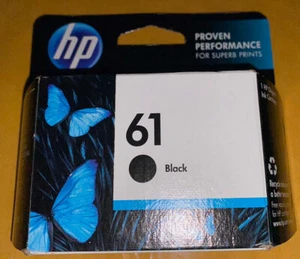 hp
PROVEN
PERFORMANCE
FOR SUPERB PRINTS
61
Black